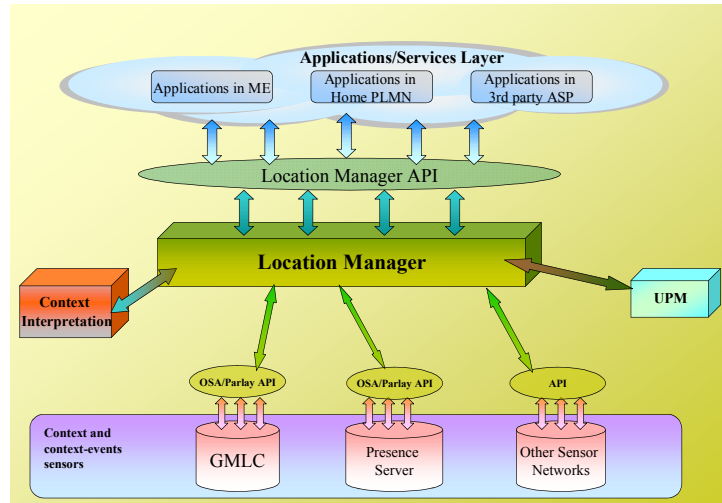 Applications/Services Layer
Applications in ME
Applications in
Home PLMN
Applications in
3rd party ASP
Location Manager API
Location Manager
Context
Interpretation
UPM
OSA/Parlay API
OSA/Parlay API
API
Context and
context-events
sensors
GMLC
Presence
Server
Other Sensor
Networks